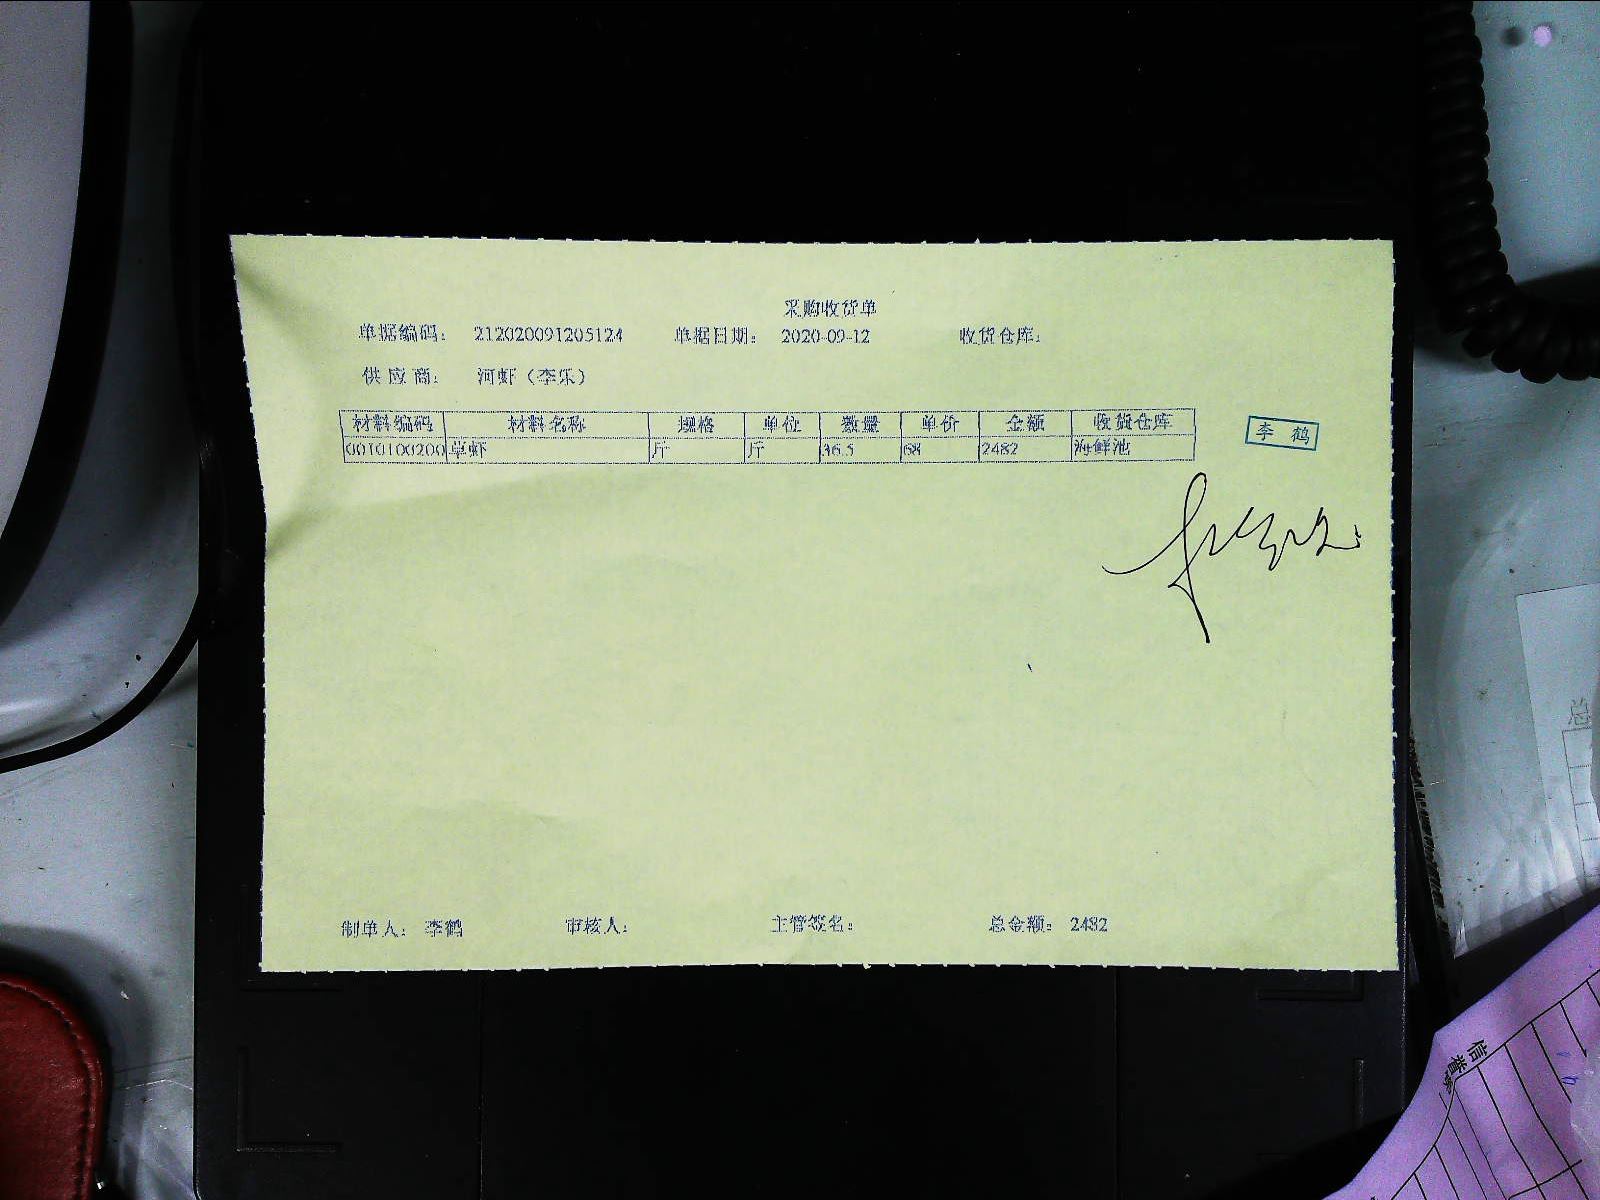 采购收货单
单据编码： 212020091205124 单据日期： 2020-09-12 收货仓库：
供应商： 河虾（李乐）
材料编码 材料名称 规格 单位 数量 单价 金额 收货仓库
0010100200 草虾 斤 斤 36.5 68 2482 海鲜池
李鹤
制单人： 李鹤 审核人： 主管签名： 总金额： 2482
总
信誉